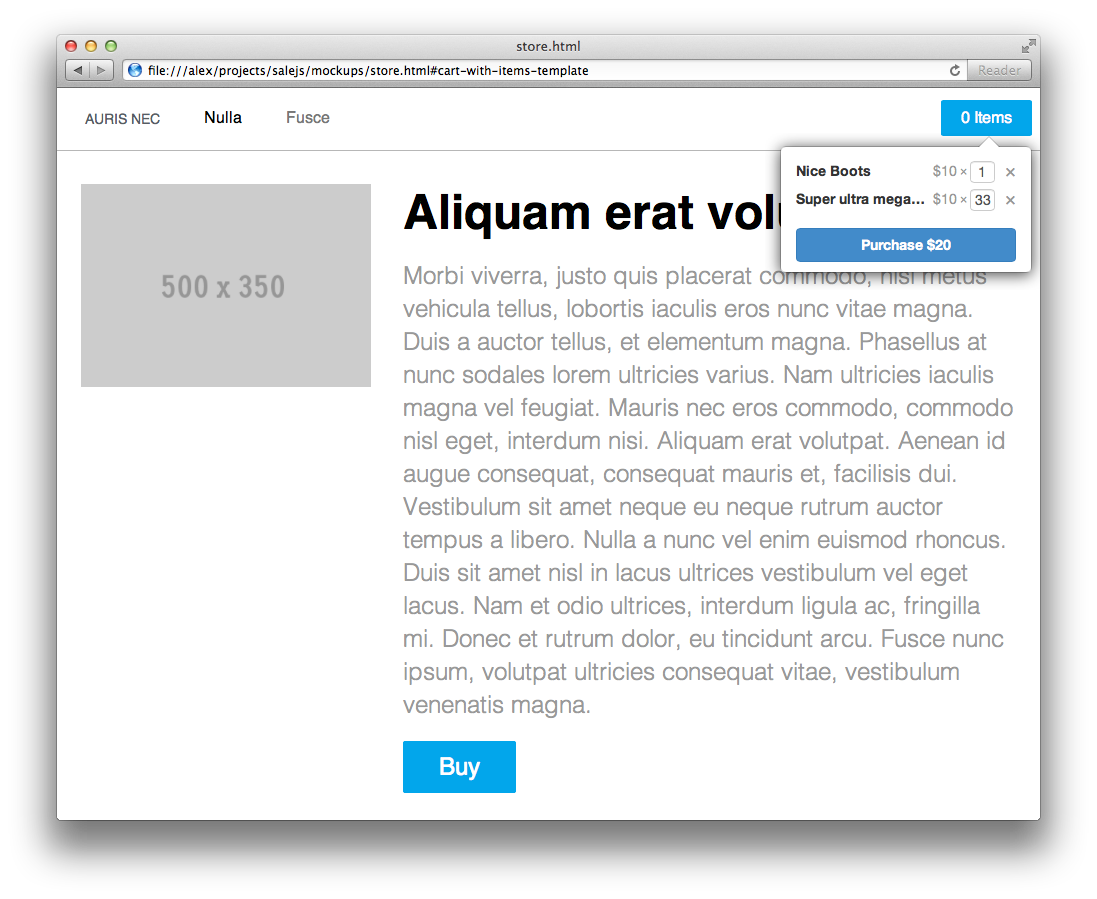 store.html
file:///alex/projects/salejs/mockups/store.html#cart-with-items-template
Reader
AURIS NEC Nulla Fusce
0 Items
Nice Boots $10 × 1 ×
Super ultra mega... $10 × 33 ×
Purchase $20
500 x 350
Aliquam erat vol
Morbi viverra, justo quis placerat commodo, nisl metus
vehicula tellus, lobortis iaculis eros nunc vitae magna.
Duis a auctor tellus, et elementum magna. Phasellus at
nunc sodales lorem ultricies varius. Nam ultricies iaculis
magna vel feugiat. Mauris nec eros commodo, commodo
nisl eget, interdum nisi. Aliquam erat volutpat. Aenean id
augue consequat, consequat mauris et, facilisis dui.
Vestibulum sit amet neque eu neque rutrum auctor
tempus a libero. Nulla a nunc vel enim euismod rhoncus.
Duis sit amet nisl in lacus ultrices vestibulum vel eget
lacus. Nam et odio ultrices, interdum ligula ac, fringilla
mi. Donec et rutrum dolor, eu tincidunt arcu. Fusce nunc
ipsum, volutpat ultricies consequat vitae, vestibulum
venenatis magna.
Buy